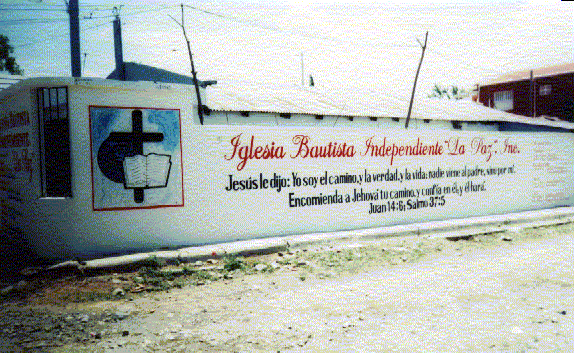 Iglesia Bautista Independiente "La Paz", Inc.
Jesús le dijo: Yo soy el camino, y la verdad, y la vida: nadie viene al padre, sino por mí.
Encomienda a Jehová tu camino, y confía en él, y él hará.
Juan 14:6; Salmo 37:5